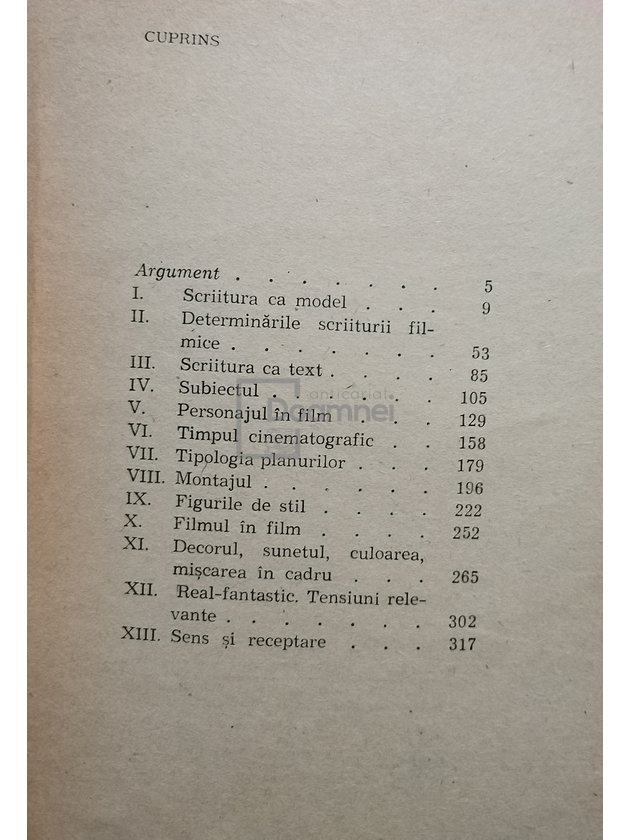 CUPRINS
Argument . . . . . . . 5
I. Scriitura ca model . . . 9
II. Determinările scriiturii fil-
mice . . . . . . . 53
III. Scriitura ca text . . . . 85
IV. Subiectul . . . . . . 105
V. Personajul în film . . . 129
VI. Timpul cinematografic . . 158
VII. Tipologia planurilor . . . 179
VIII. Montajul . . . . . . 196
IX. Figurile de stil . . . . 222
X. Filmul în film . . . . 252
XI. Decorul, sunetul, culoarea,
mișcarea în cadru . . . 265
XII. Real-fantastic. Tensiuni rele-
vante . . . . . . . 302
XIII. Sens și receptare . . . 317
anticariat
Doamnei